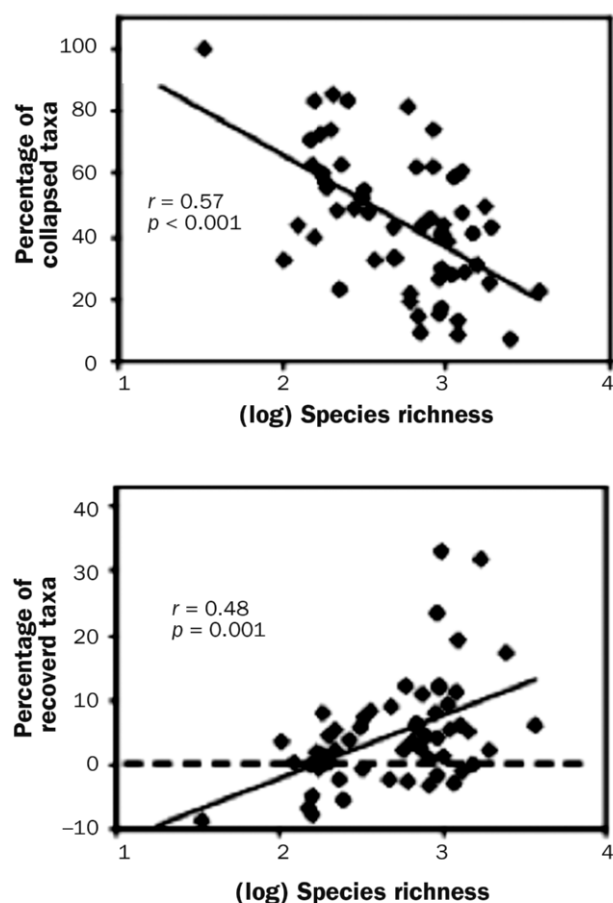 Percentage of
collapsed taxa
100
80
60
40
20
0
r = 0.57
p < 0.001
1
2
3
4
(log) Species richness
Percentage of
recoverd taxa
40
30
20
10
0
–10
r = 0.48
p = 0.001
1
2
3
4
(log) Species richness